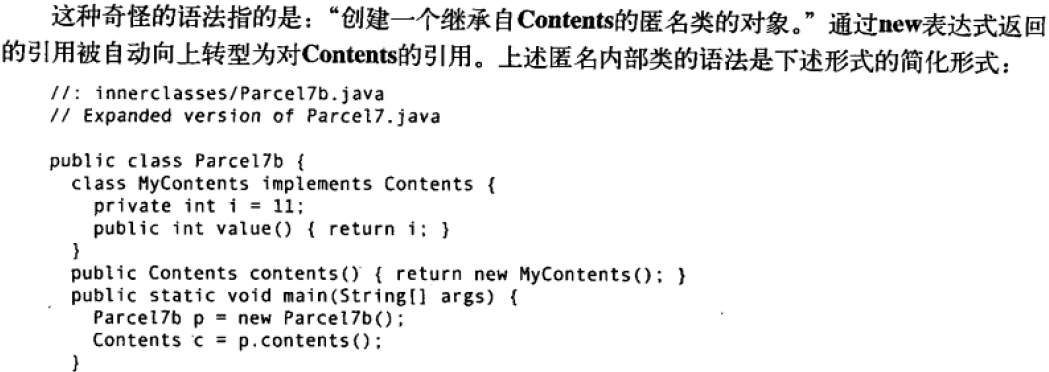 这种奇怪的语法指的是：“创建一个继承自Contents的匿名类的对象。”通过new表达式返回
的引用被自动向上转型为对Contents的引用。上述匿名内部类的语法是下述形式的简化形式：
//: innerclasses/Parcel7b.java
// Expanded version of Parcel7.java
public class Parcel7b {
class MyContents implements Contents {
private int i = 11;
public int value() { return i; }
}
public Contents contents() { return new MyContents(); }
public static void main(String[] args) {
Parcel7b p = new Parcel7b();
Contents c = p.contents();
}